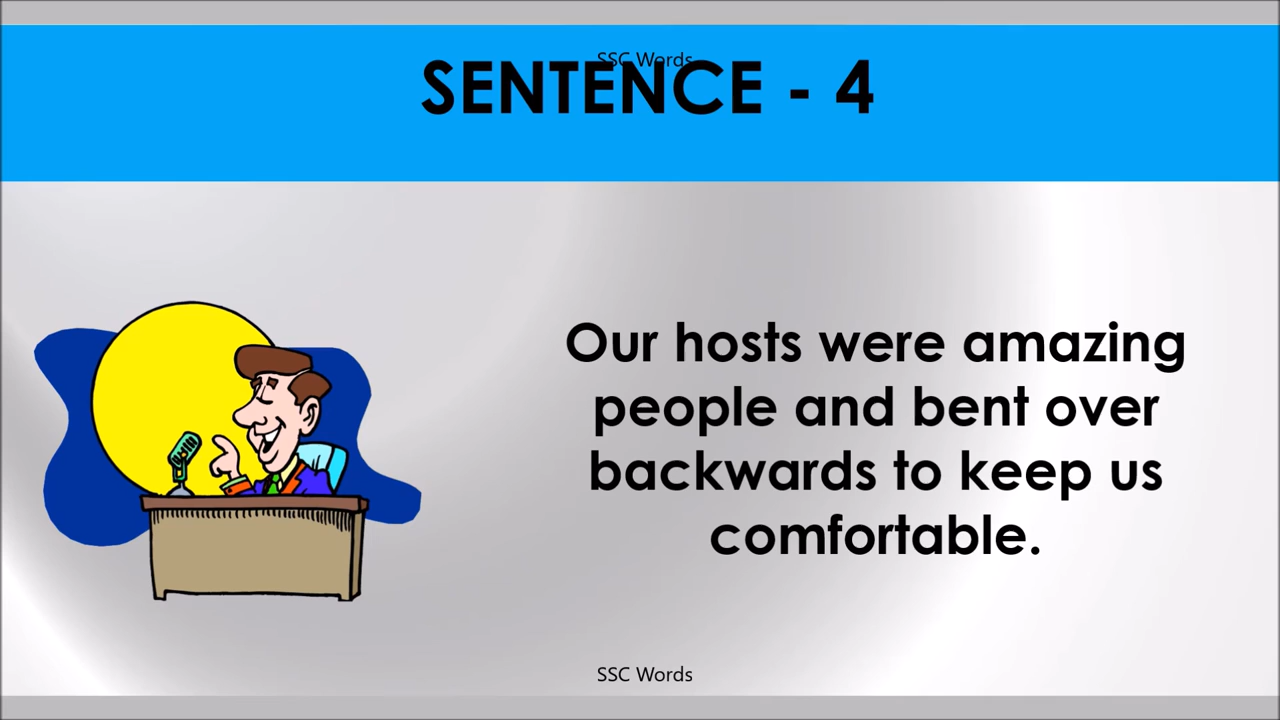 SSC Words
SENTENCE - 4
Our hosts were amazing
people and bent over
backwards to keep us
comfortable.
SSC Words